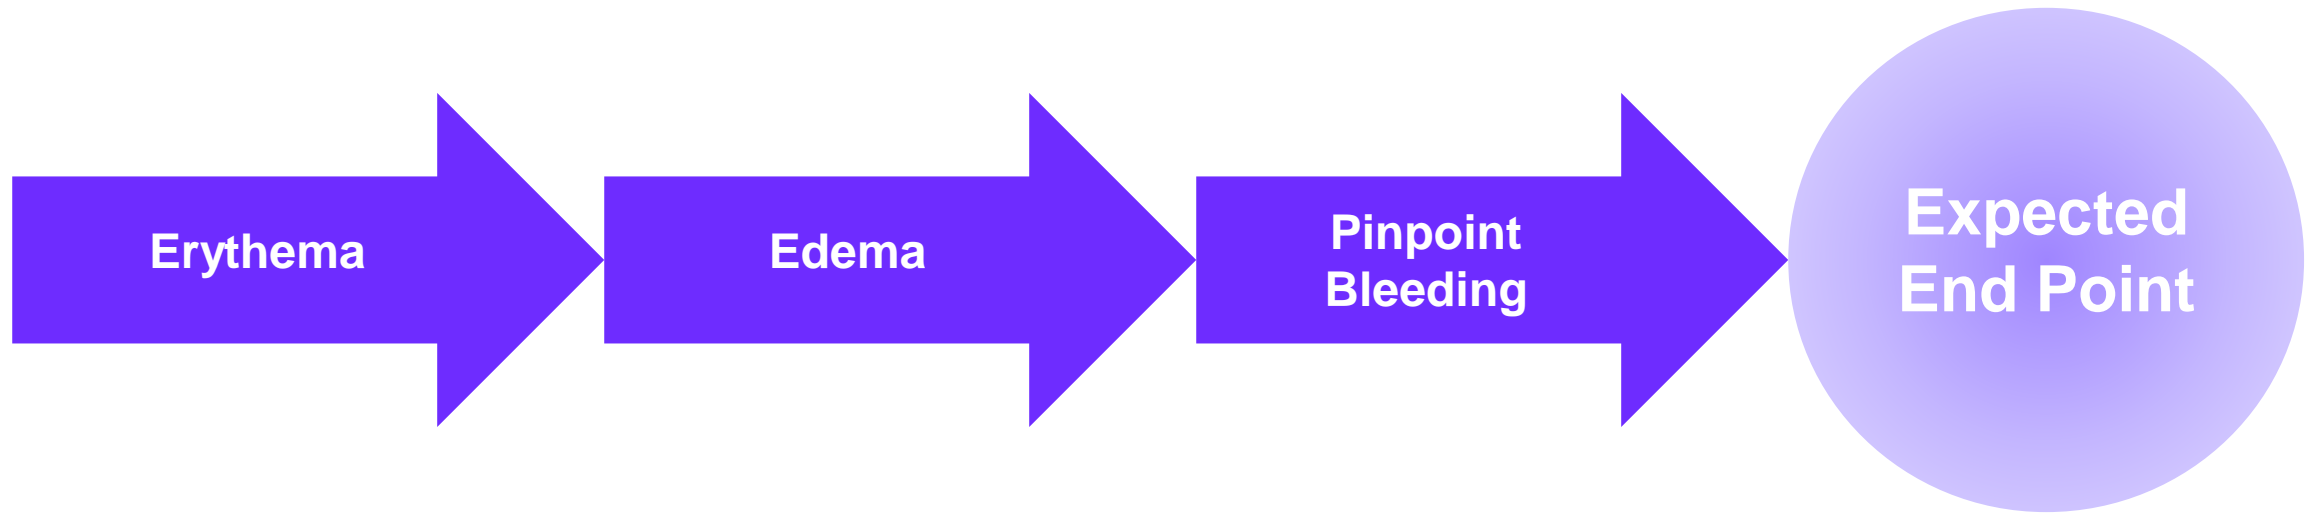 Erythema
Edema
Pinpoint
Bleeding
Expected
End Point